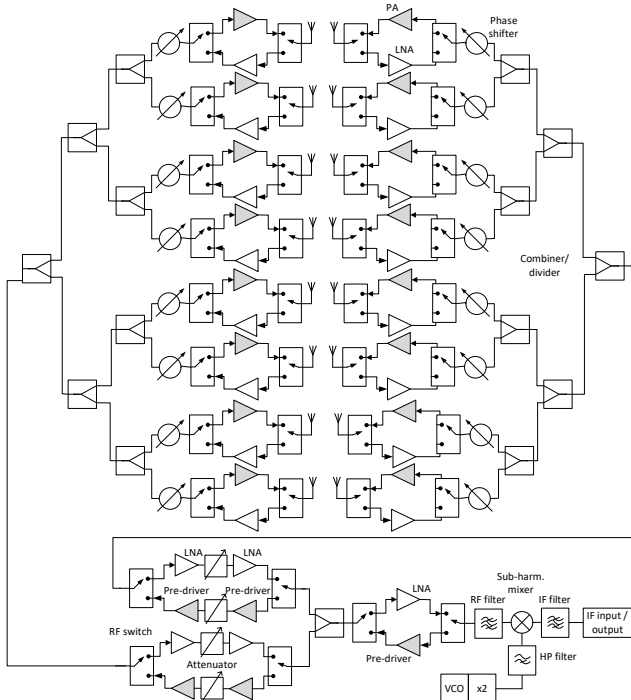 PA
Phase
shifter
LNA
Combiner/
divider
LNA
LNA
Pre-driver
Pre-driver
RF switch
Attenuator
LNA
Pre-driver
Sub-harm.
mixer
RF filter
IF filter
IF input /
output
HP filter
VCO
x2